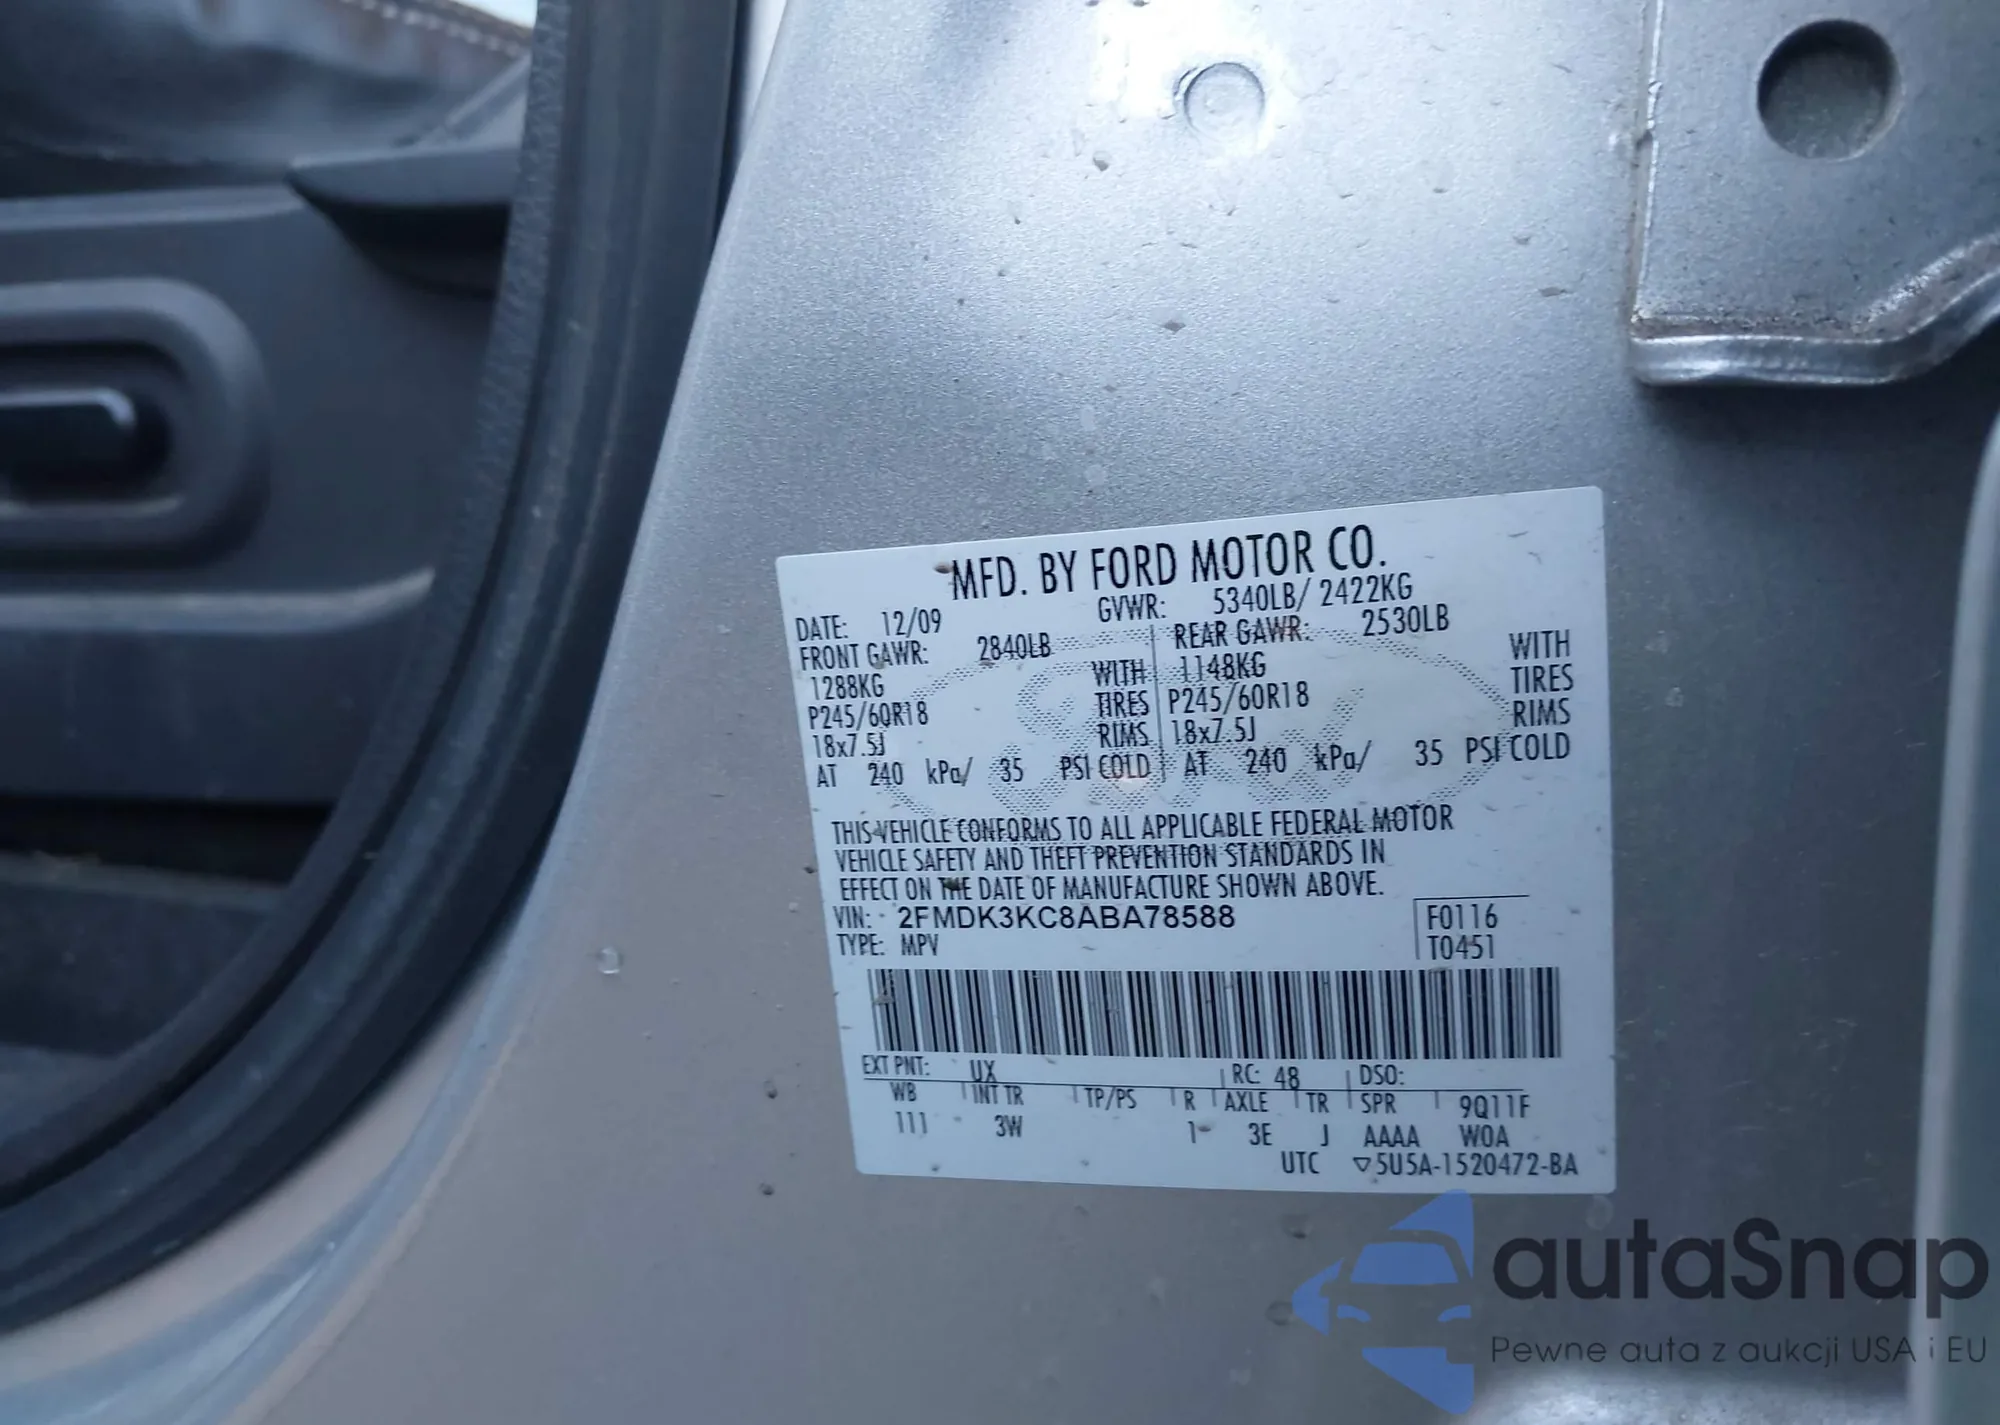 MFD. BY FORD MOTOR CO.
DATE: 12/09 GVWR: 5340LB/ 2422KG
FRONT GAWR: 2840LB REAR GAWR: 2530LB
1288KG WITH 1148KG WITH
P245/60R18 TIRES P245/60R18 TIRES
18x7.5J RIMS 18x7.5J RIMS
AT 240 kPa/ 35 PSI COLD AT 240 kPa/ 35 PSI COLD
THIS VEHICLE CONFORMS TO ALL APPLICABLE FEDERAL MOTOR
VEHICLE SAFETY AND THEFT PREVENTION STANDARDS IN
EFFECT ON THE DATE OF MANUFACTURE SHOWN ABOVE.
VIN: 2FMDK3KC8ABA78588 F0116
TYPE: MPV T0451
EXT PNT: UX RC: 48 DSO:
WB INT TR TP/PS R AXLE TR SPR 9Q11F
111 3W 1 3E J AAAA WOA
UTC ▽5U5A-1520472-BA
autaSnap
Pewne auta z aukcji USA i EU